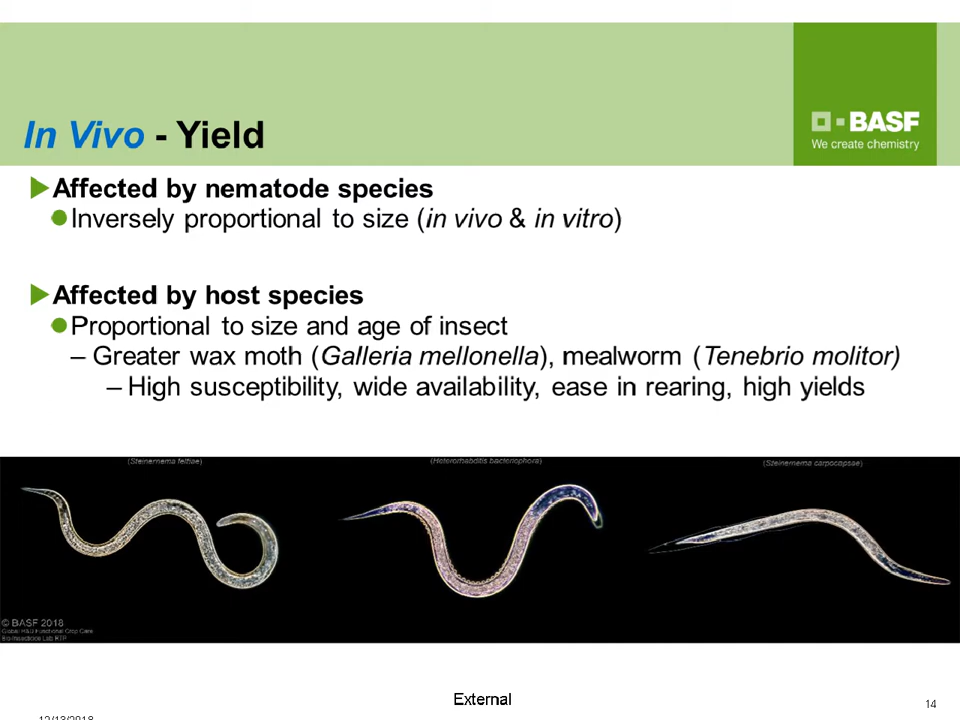 In Vivo - Yield
BASF
We create chemistry
Affected by nematode species
Inversely proportional to size (in vivo & in vitro)
Affected by host species
Proportional to size and age of insect
– Greater wax moth (Galleria mellonella), mealworm (Tenebrio molitor)
– High susceptibility, wide availability, ease in rearing, high yields
(Steinernema feltiae)
(Heterorhabditis bacteriophora)
(Steinernema carpocapsae)
© BASF 2018
Global R&D Functional Crop Care
Bioinsecticide Lab RTP
External
14
12/13/2018